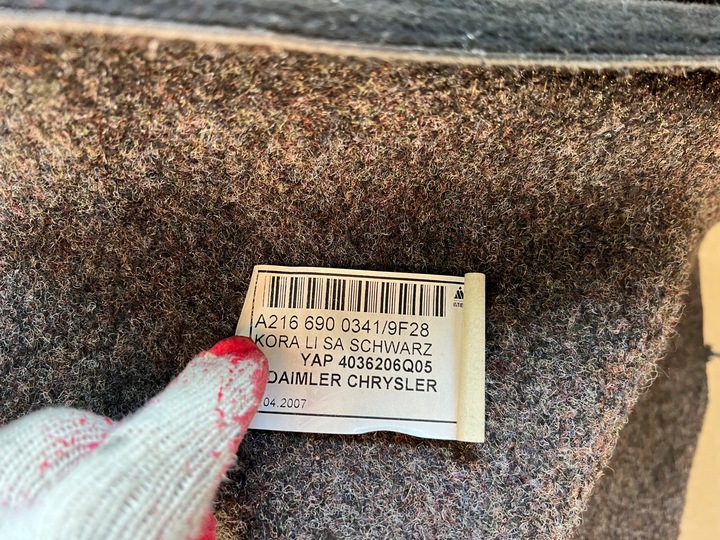 A216 690 0341/9F28
KORA LI SA SCHWARZ
YAP 4036206Q05
DAIMLER CHRYSLER
04.2007